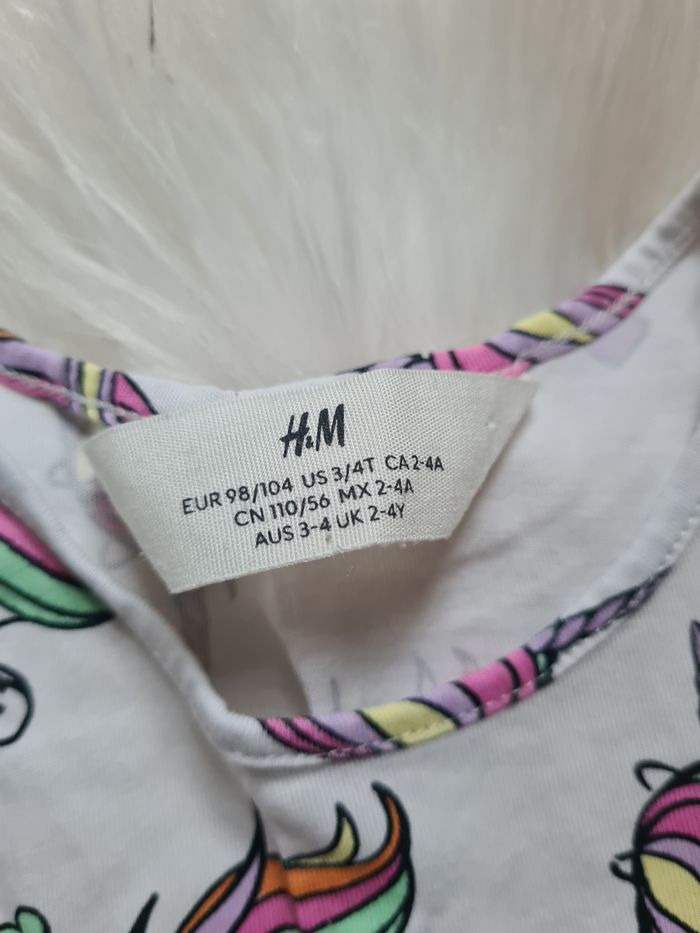 H&M
EUR 98/104 US 3/4T CA 2-4A
CN 110/56 MX 2-4A
AUS 3-4 UK 2-4Y